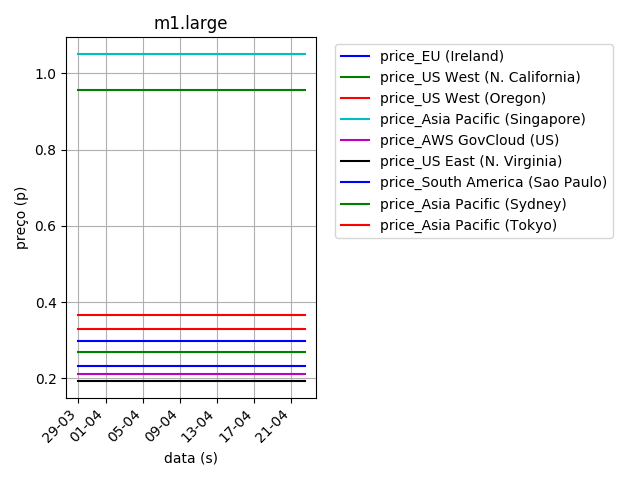 m1.large
price_EU (Ireland)
price_US West (N. California)
price_US West (Oregon)
price_Asia Pacific (Singapore)
price_AWS GovCloud (US)
price_US East (N. Virginia)
price_South America (Sao Paulo)
price_Asia Pacific (Sydney)
price_Asia Pacific (Tokyo)
preço (p)
1.0
0.8
0.6
0.4
0.2
29-03
01-04
05-04
09-04
13-04
17-04
21-04
data (s)